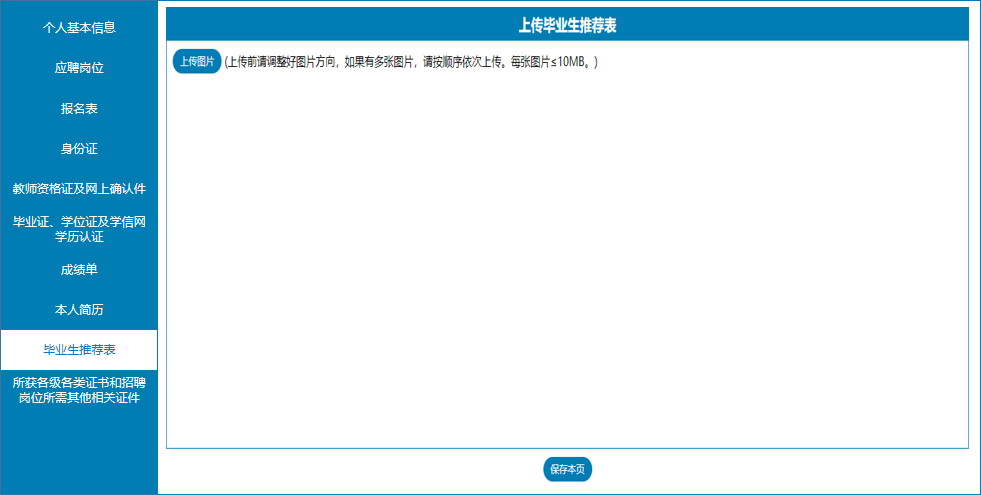 个人基本信息
应聘岗位
报名表
身份证
教师资格证及网上确认件
毕业证、学位证及学信网
学历认证
成绩单
本人简历
毕业生推荐表
所获各级各类证书和招聘
岗位所需其他相关证件
上传毕业生推荐表
上传图片 (上传前请调整好图片方向，如果有多张图片，请按顺序依次上传。每张图片≤10MB。)
保存本页